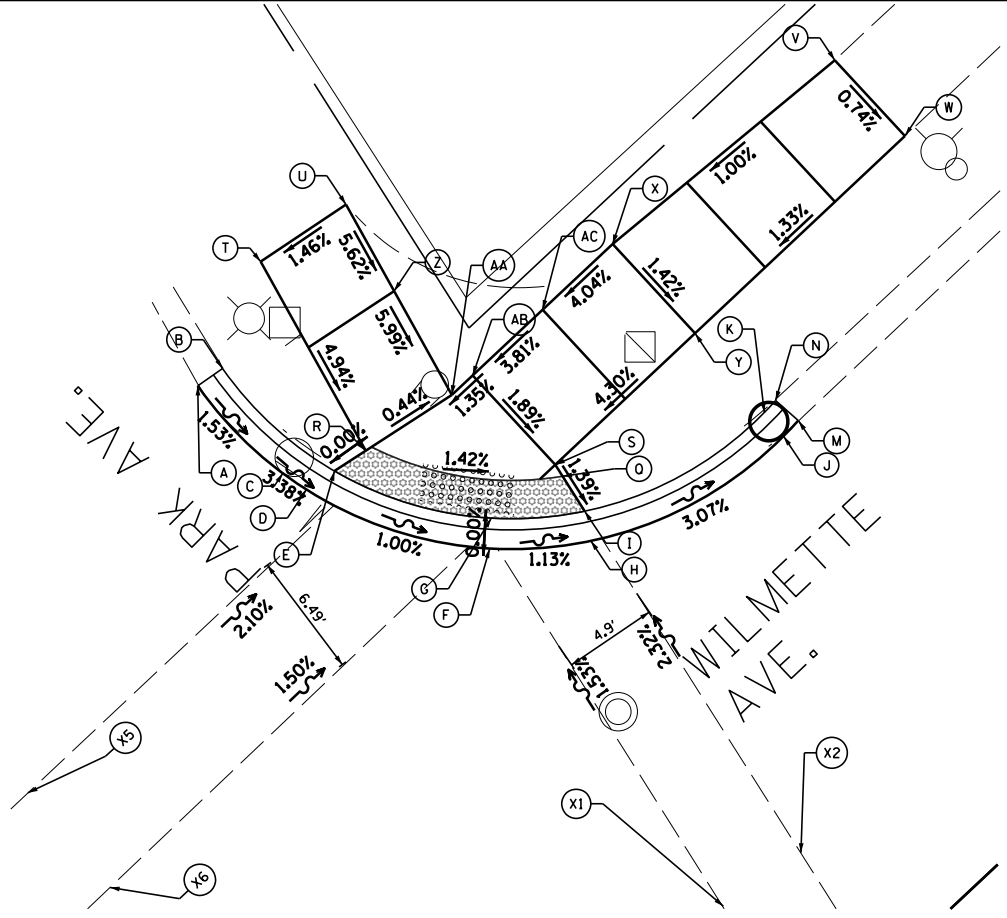 V
0.74%
W
1.00%
U
X
1.33%
T
1.46%
5.62%
Z
AA
AC
1.42%
4.04%
K
N
B
4.94%
5.99%
AB
3.81%
Y
0.44%
1.35%
4.30%
1.89%
PARK AVE.
1.53%
R
0.00%
S
M
A
C
3.38%
1.42%
1.39%
O
J
D
0.00%
3.07%
E
1.00%
1.13%
I
H
G
F
6.49'
2.10%
4.9'
2.32%
WILMETTE
AVE.
1.50%
1.53%
X5
X2
X1
X6